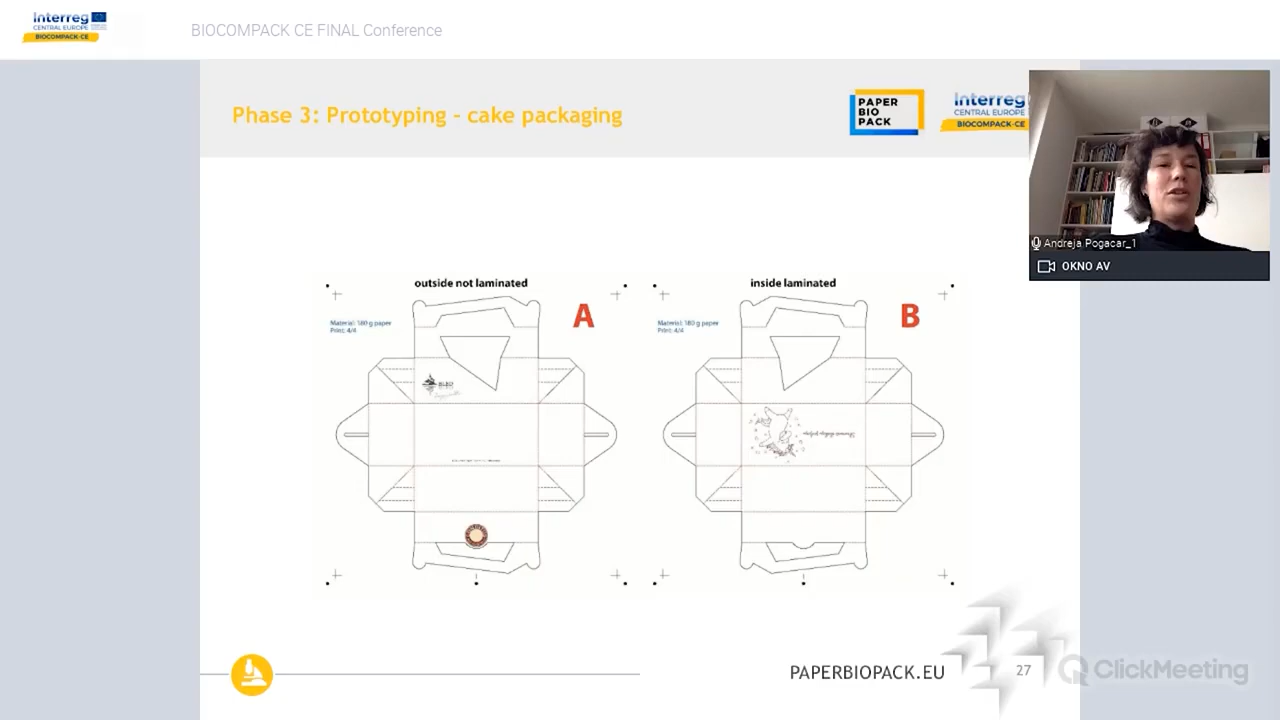 Interreg
CENTRAL EUROPE
BIOCOMPACK-CE
BIOCOMPACK CE FINAL Conference
Phase 3: Prototyping - cake packaging
PAPER
BIO
PACK
Interreg
CENTRAL EUROPE
BIOCOMPACK-CE
Andreja Pogacar_1
OKNO AV
outside not laminated
A
Material: 180 g paper
Print: 4/4
BLED
inside laminated
B
Material: 180 g paper
Print: 4/4
PAPERBIOPACK.EU
27
ClickMeeting